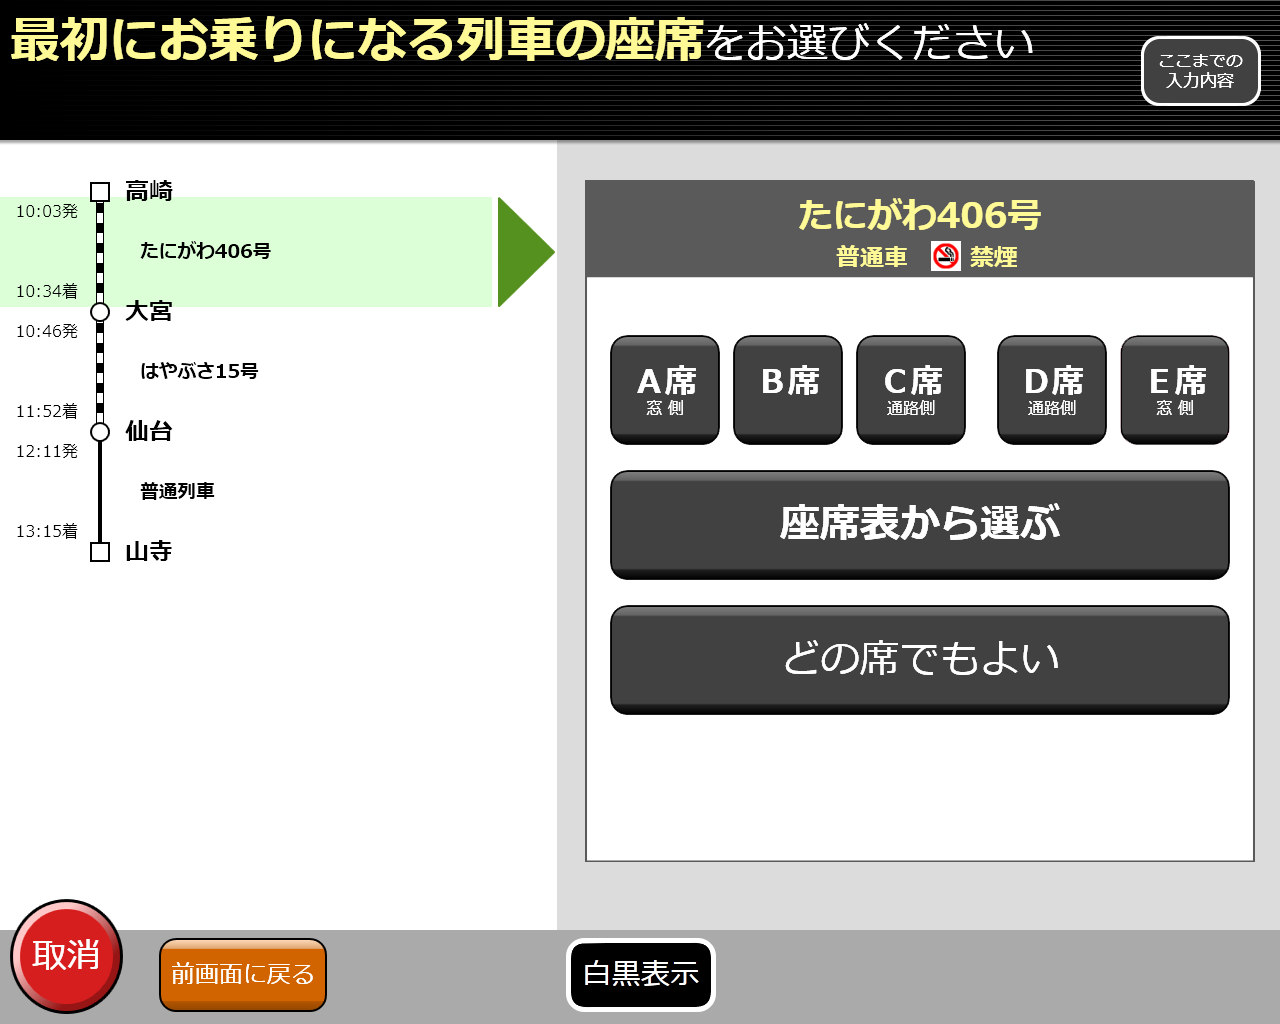 最初にお乗りになる列車の座席をお選びください
ここまでの
入力内容
高崎
10:03発
たにがわ406号
10:34着
大宮
10:46発
はやぶさ15号
11:52着
仙台
12:11発
普通列車
13:15着
山寺
たにがわ406号
普通車 禁煙
A席 窓側
B席
C席 通路側
D席 通路側
E席 窓側
座席表から選ぶ
どの席でもよい
取消
前画面に戻る
白黒表示